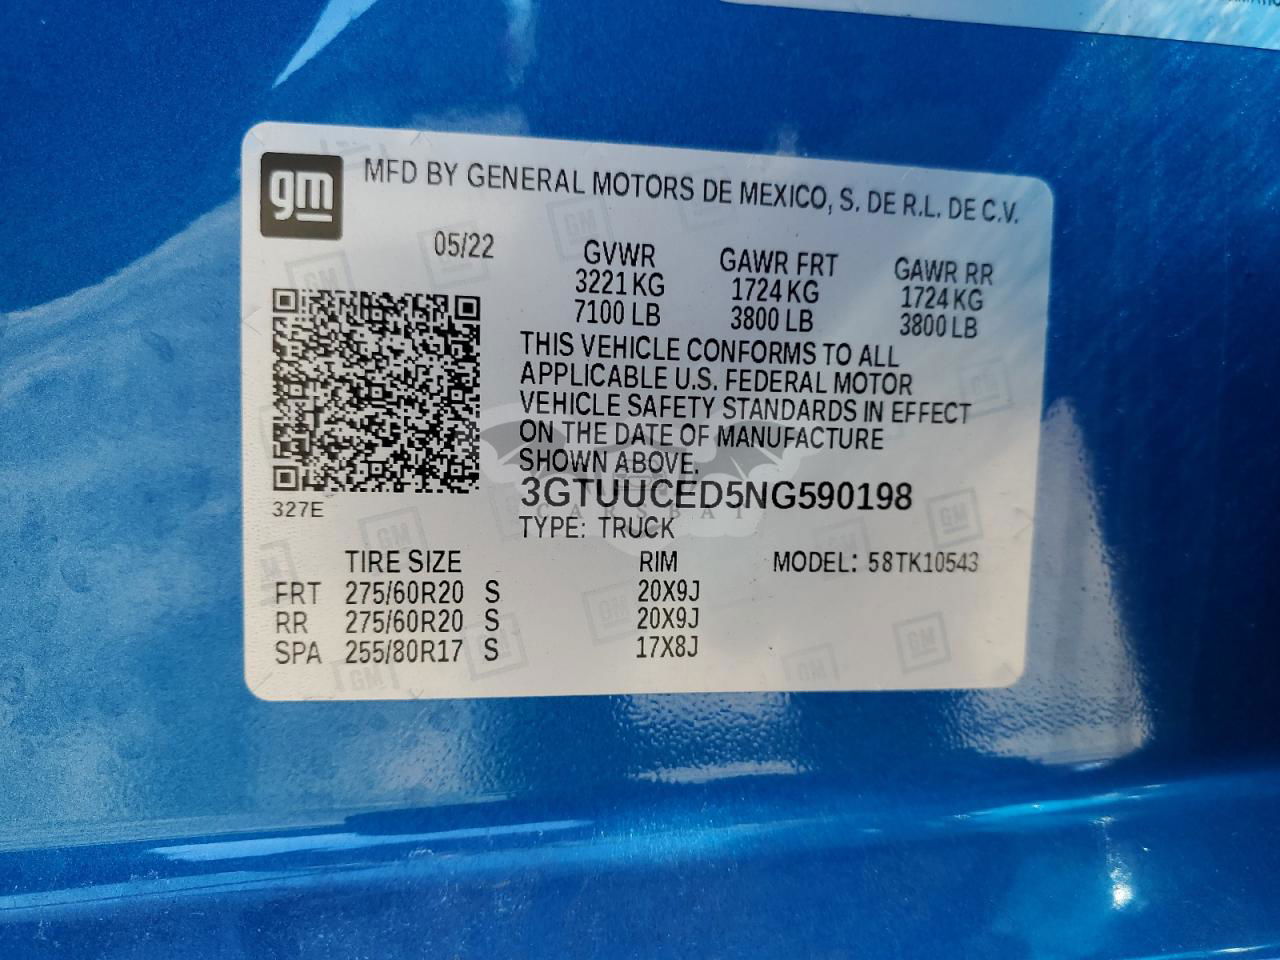 gm MFD BY GENERAL MOTORS DE MEXICO, S. DE R.L. DE C.V.
05/22 GVWR GAWR FRT GAWR RR
3221 KG 1724 KG 1724 KG
7100 LB 3800 LB 3800 LB
THIS VEHICLE CONFORMS TO ALL
APPLICABLE U.S. FEDERAL MOTOR
VEHICLE SAFETY STANDARDS IN EFFECT
ON THE DATE OF MANUFACTURE
SHOWN ABOVE.
3GTUUCED5NG590198
327E
CARSBAT
TYPE: TRUCK
TIRE SIZE RIM MODEL: 58TK10543
FRT 275/60R20 S 20X9J
RR 275/60R20 S 20X9J
SPA 255/80R17 S 17X8J